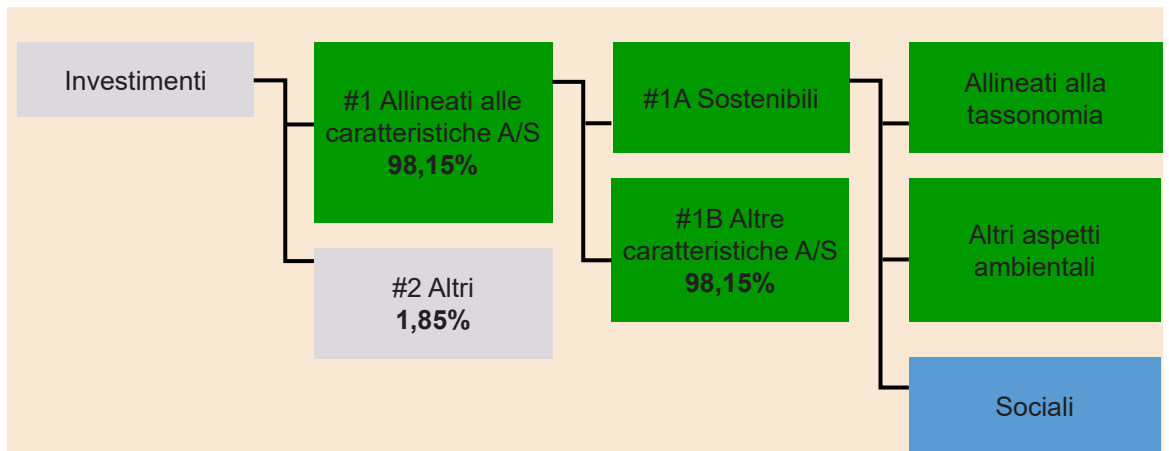 Investimenti
#1 Allineati alle
caratteristiche A/S
98,15%
#2 Altri
1,85%
#1A Sostenibili
#1B Altre
caratteristiche A/S
98,15%
Allineati alla
tassonomia
Altri aspetti
ambientali
Sociali